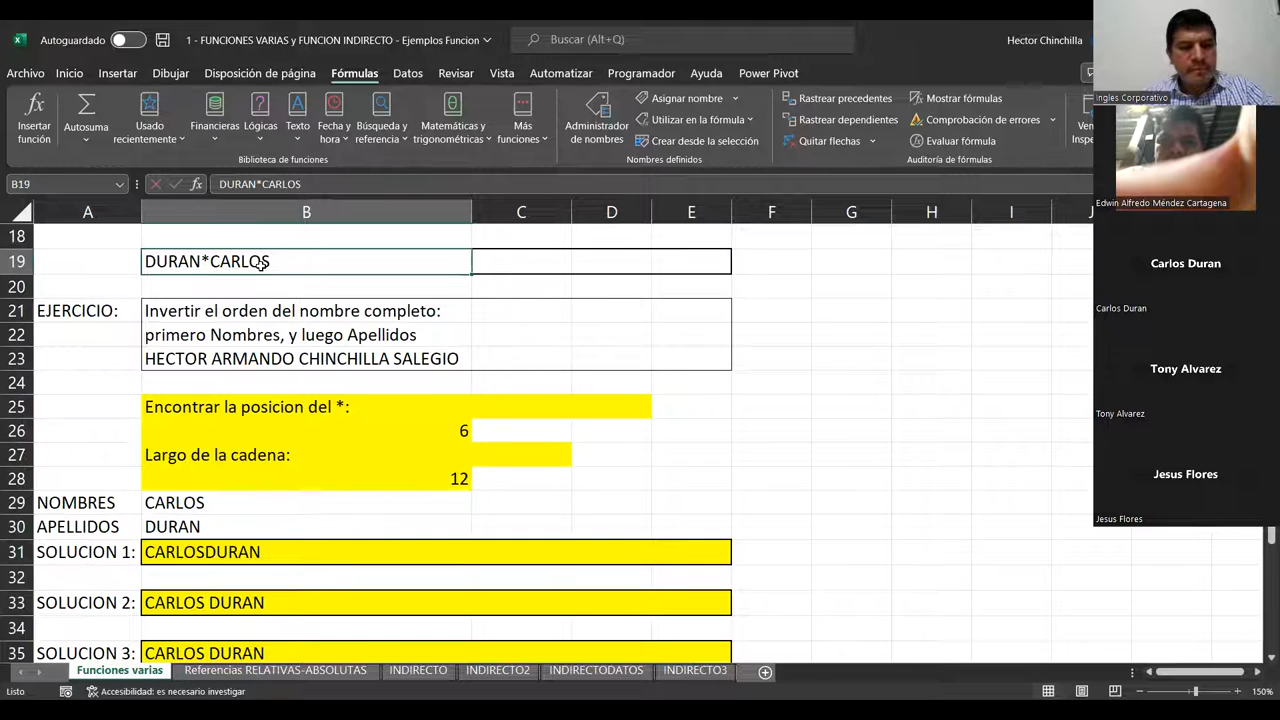 Autoguardado
1 - FUNCIONES VARIAS y FUNCION INDIRECTO - Ejemplos Funcion
Buscar (Alt+Q)
Hector Chinchilla
Archivo Inicio Insertar Dibujar Disposición de página Fórmulas Datos Revisar Vista Automatizar Programador Ayuda Power Pivot
Insertar función
Autosuma
Usado recientemente
Financieras
Lógicas
Texto
Fecha y hora
Búsqueda y referencia
Matemáticas y trigonométricas
Más funciones
Biblioteca de funciones
Administrador de nombres
Asignar nombre
Utilizar en la fórmula
Crear desde la selección
Nombres definidos
Rastrear precedentes
Rastrear dependientes
Quitar flechas
Mostrar fórmulas
Comprobación de errores
Evaluar fórmula
Auditoría de fórmulas
B19 fx DURAN*CARLOS
A B C D E F G H I J
18
19 DURAN*CARLOS
20
21 EJERCICIO: Invertir el orden del nombre completo:
22 primero Nombres, y luego Apellidos
23 HECTOR ARMANDO CHINCHILLA SALEGIO
24
25 Encontrar la posicion del *:
26 6
27 Largo de la cadena:
28 12
29 NOMBRES CARLOS
30 APELLIDOS DURAN
31 SOLUCION 1: CARLOSDURAN
32
33 SOLUCION 2: CARLOS DURAN
34
35 SOLUCION 3: CARLOS DURAN
Funciones varias Referencias RELATIVAS-ABSOLUTAS INDIRECTO INDIRECTO2 INDIRECTODATOS INDIRECTO3
Listo Accesibilidad: es necesario investigar 150%
Ingles Corporativo
Edwin Alfredo Méndez Cartagena
Carlos Duran
Carlos Duran
Tony Alvarez
Tony Alvarez
Jesus Flores
Jesus Flores